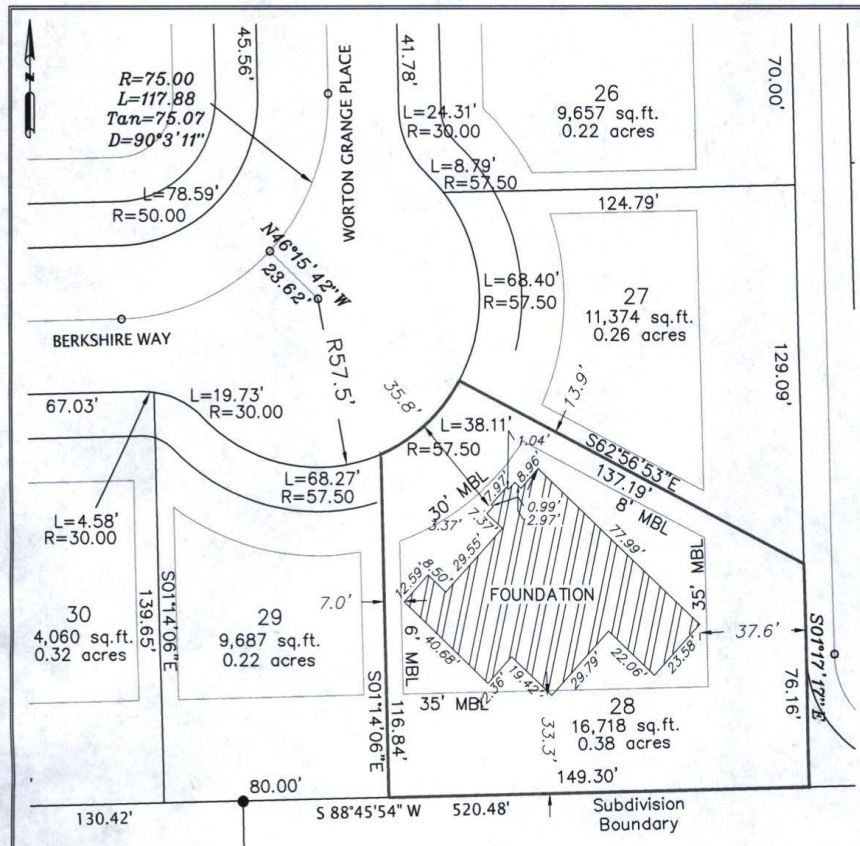 N
R=75.00
L=117.88
Tan=75.07
D=90°3'11"
45.56'
WORTON GRANGE PLACE
41.78'
L=24.31'
R=30.00
L=8.79'
R=57.50
26
9,657 sq.ft.
0.22 acres
70.00'
124.79'
L=78.59'
R=50.00
N46°15'42"W
23.62'
BERKSHIRE WAY
R57.5'
L=68.40'
R=57.50
27
11,374 sq.ft.
0.26 acres
129.09'
67.03'
L=19.73'
R=30.00
35.8'
13.9'
L=38.11'
R=57.50
S62°56'53"E
137.19'
8' MBL
L=68.27'
R=57.50
L=4.58'
R=30.00
30' MBL
3.37'
7.37'
7.97'
8.96'
1.04'
0.99'
2.97'
77.99'
12.59'
8.50'
29.55'
FOUNDATION
35' MBL
37.6'
S01°17'17"E
76.16'
30
4,060 sq.ft.
0.32 acres
139.65'
S01°14'06"E
29
9,687 sq.ft.
0.22 acres
7.0'
6' MBL
40.68'
2.36'
19.42'
29.79'
22.06'
23.58'
35' MBL
S01°14'06"E
116.84'
33.3'
28
16,718 sq.ft.
0.38 acres
149.30'
80.00'
130.42'
S 88°45'54" W
520.48'
Subdivision
Boundary